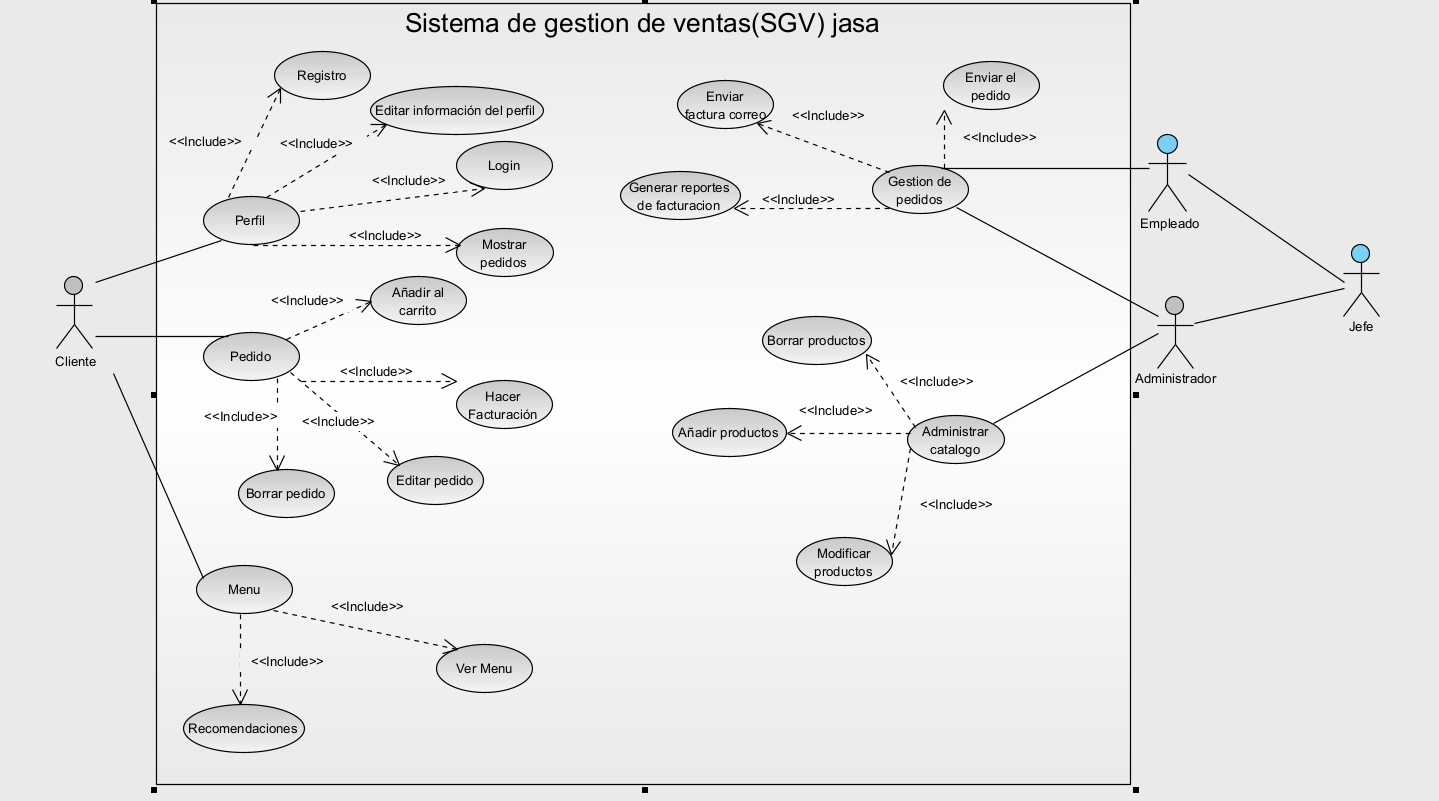 Sistema de gestion de ventas(SGV) jasa
Registro
Editar información del perfil
<<Include>>
<<Include>>
Login
<<Include>>
Perfil
<<Include>>
Mostrar
pedidos
Cliente
Añadir al
carrito
<<Include>>
Pedido
<<Include>>
Hacer
Facturación
<<Include>>
<<Include>>
Borrar pedido
Editar pedido
Menu
<<Include>>
<<Include>>
Ver Menu
Recomendaciones
Enviar
factura correo
<<Include>>
Enviar el
pedido
<<Include>>
Generar reportes
de facturacion
<<Include>>
Gestion de
pedidos
Empleado
Jefe
Administrador
Borrar productos
<<Include>>
Añadir productos
<<Include>>
Administrar
catalogo
<<Include>>
Modificar
productos